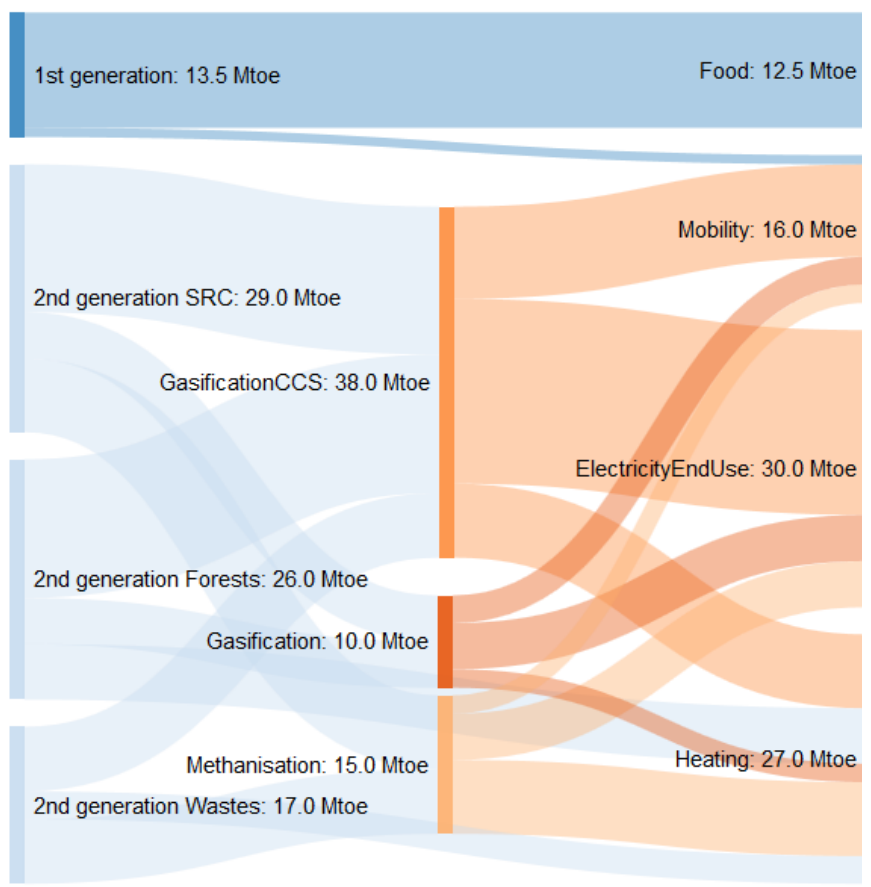 1st generation: 13.5 Mtoe
Food: 12.5 Mtoe
Mobility: 16.0 Mtoe
2nd generation SRC: 29.0 Mtoe
GasificationCCS: 38.0 Mtoe
ElectricityEndUse: 30.0 Mtoe
2nd generation Forests: 26.0 Mtoe
Gasification: 10.0 Mtoe
Methanisation: 15.0 Mtoe
Heating: 27.0 Mtoe
2nd generation Wastes: 17.0 Mtoe